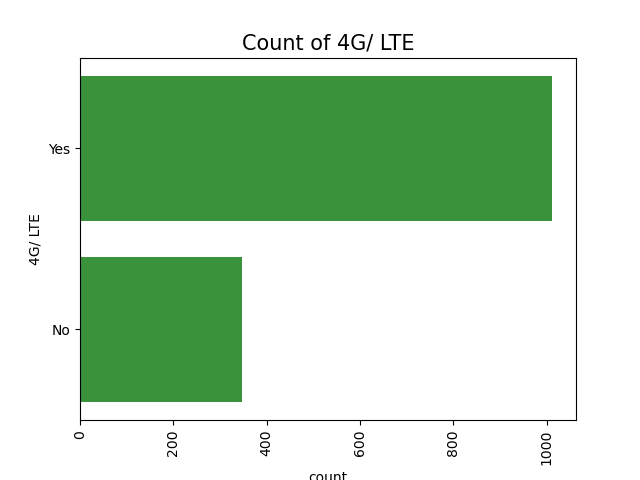 Count of 4G/ LTE
4G/ LTE
Yes
No
0
200
400
600
800
1000
count